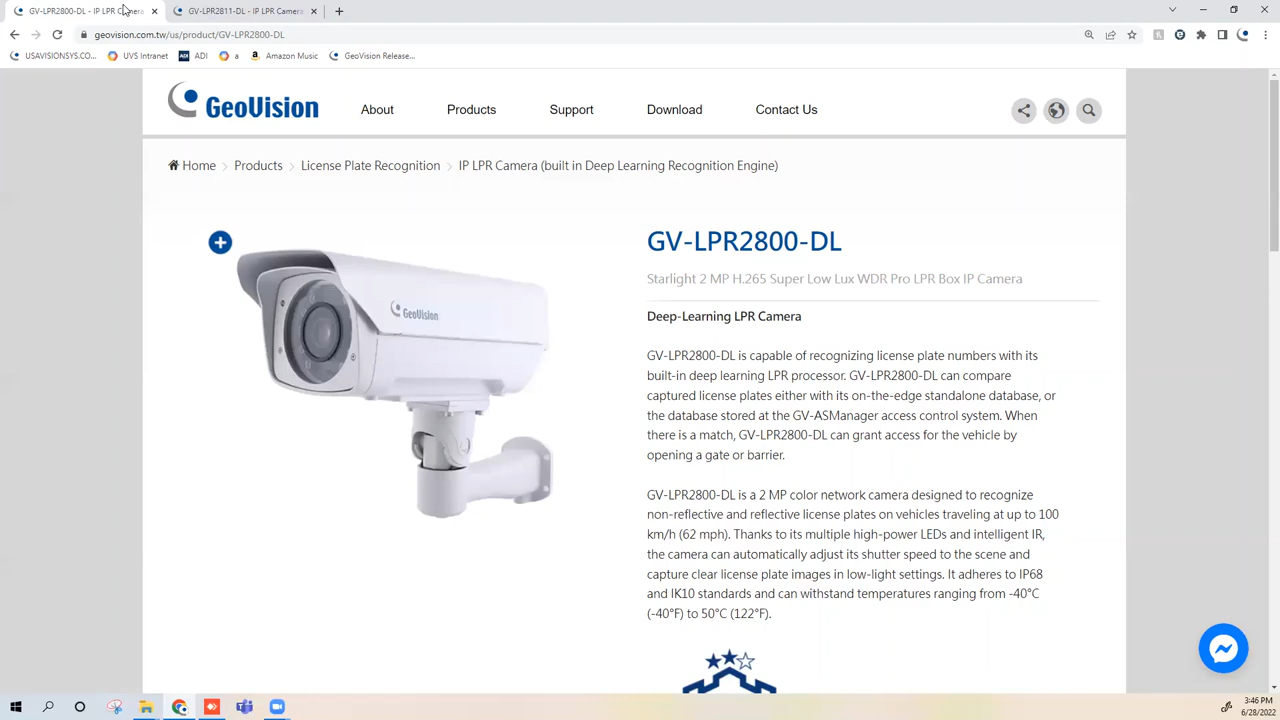 GV-LPR2800-DL - IP LPR Camera
GV-LPR2811-DL - IP LPR Camera
geovision.com.tw/us/product/GV-LPR2800-DL
USAVISIONSYS.CO...
UVS Intranet
ADI
ADI
a
Amazon Music
GeoVision Release...
GeoVision
About
Products
Support
Download
Contact Us
Home > Products > License Plate Recognition > IP LPR Camera (built in Deep Learning Recognition Engine)
GeoVision
GV-LPR2800-DL
Starlight 2 MP H.265 Super Low Lux WDR Pro LPR Box IP Camera
Deep-Learning LPR Camera
GV-LPR2800-DL is capable of recognizing license plate numbers with its
built-in deep learning LPR processor. GV-LPR2800-DL can compare
captured license plates either with its on-the-edge standalone database, or
the database stored at the GV-ASManager access control system. When
there is a match, GV-LPR2800-DL can grant access for the vehicle by
opening a gate or barrier.
GV-LPR2800-DL is a 2 MP color network camera designed to recognize
non-reflective and reflective license plates on vehicles traveling at up to 100
km/h (62 mph). Thanks to its multiple high-power LEDs and intelligent IR,
the camera can automatically adjust its shutter speed to the scene and
capture clear license plate images in low-light settings. It adheres to IP68
and IK10 standards and can withstand temperatures ranging from -40°C
(-40°F) to 50°C (122°F).
3:46 PM
6/28/2022